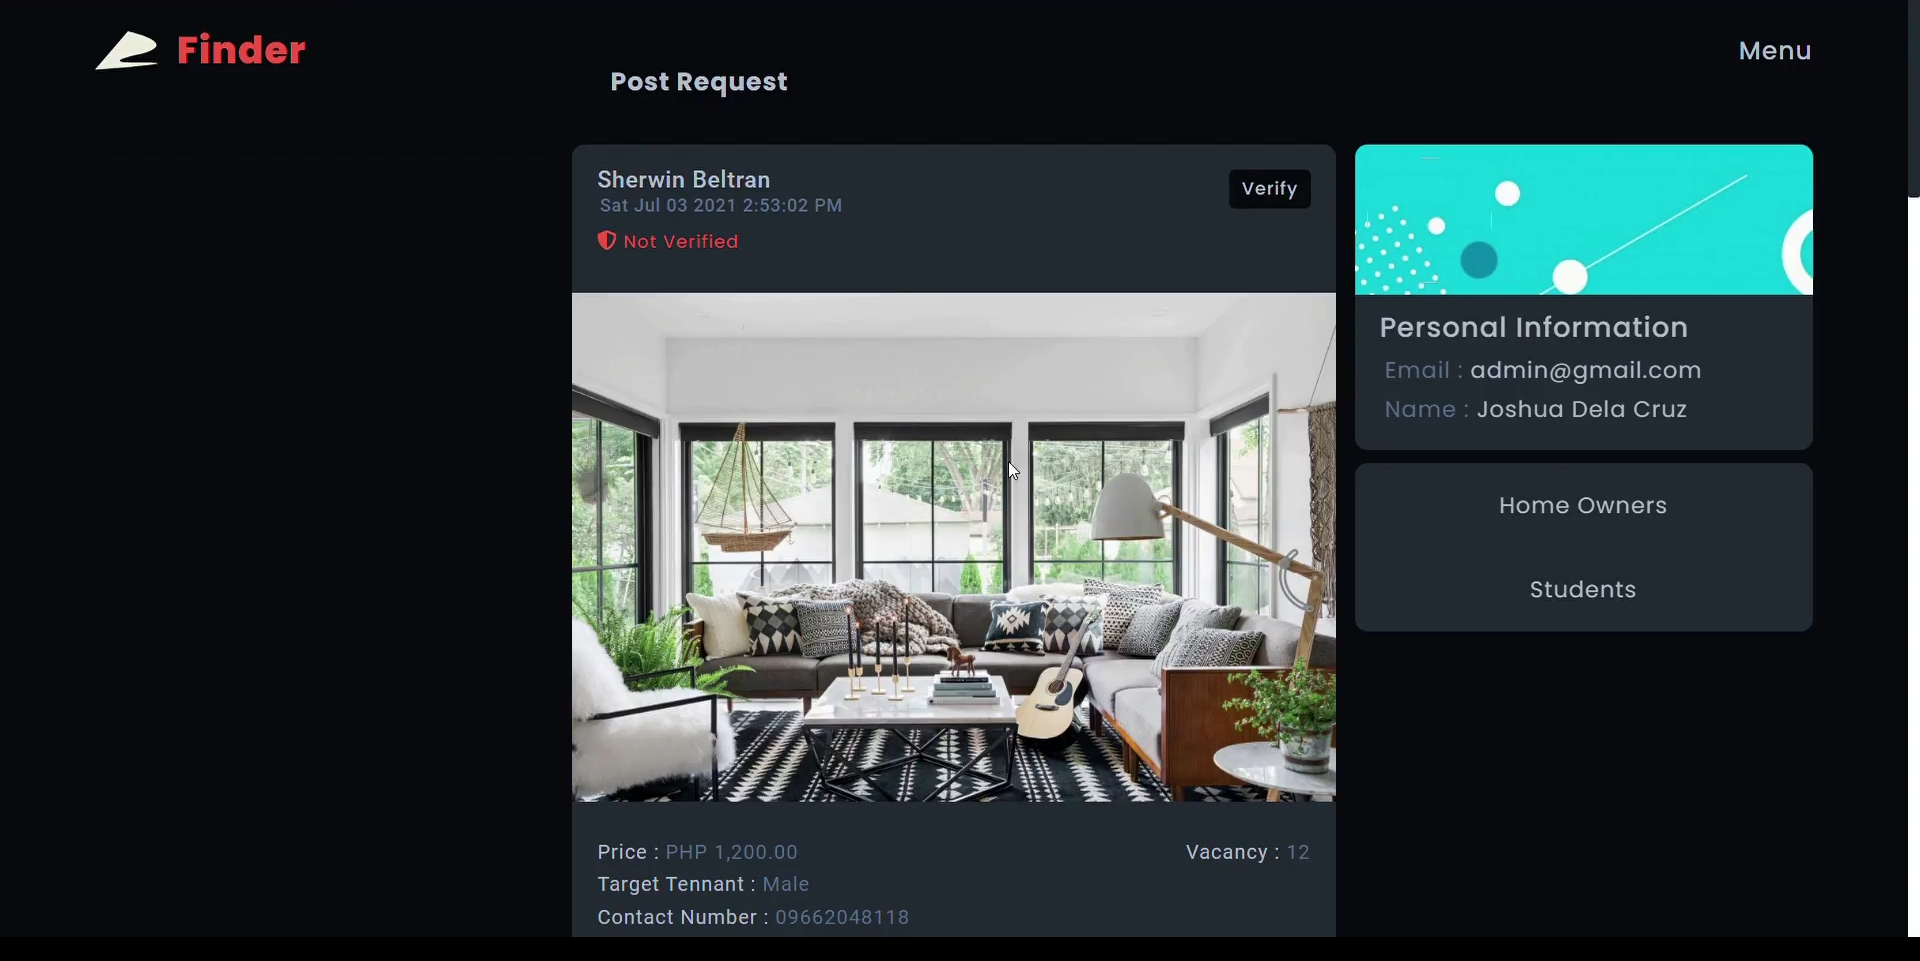 Finder
Menu
Post Request
Sherwin Beltran
Verify
Sat Jul 03 2021 2:53:02 PM
Not Verified
Personal Information
Email : admin@gmail.com
Name : Joshua Dela Cruz
Home Owners
Students
Price : PHP 1,200.00
Vacancy : 12
Target Tennant : Male
Contact Number : 09662048118